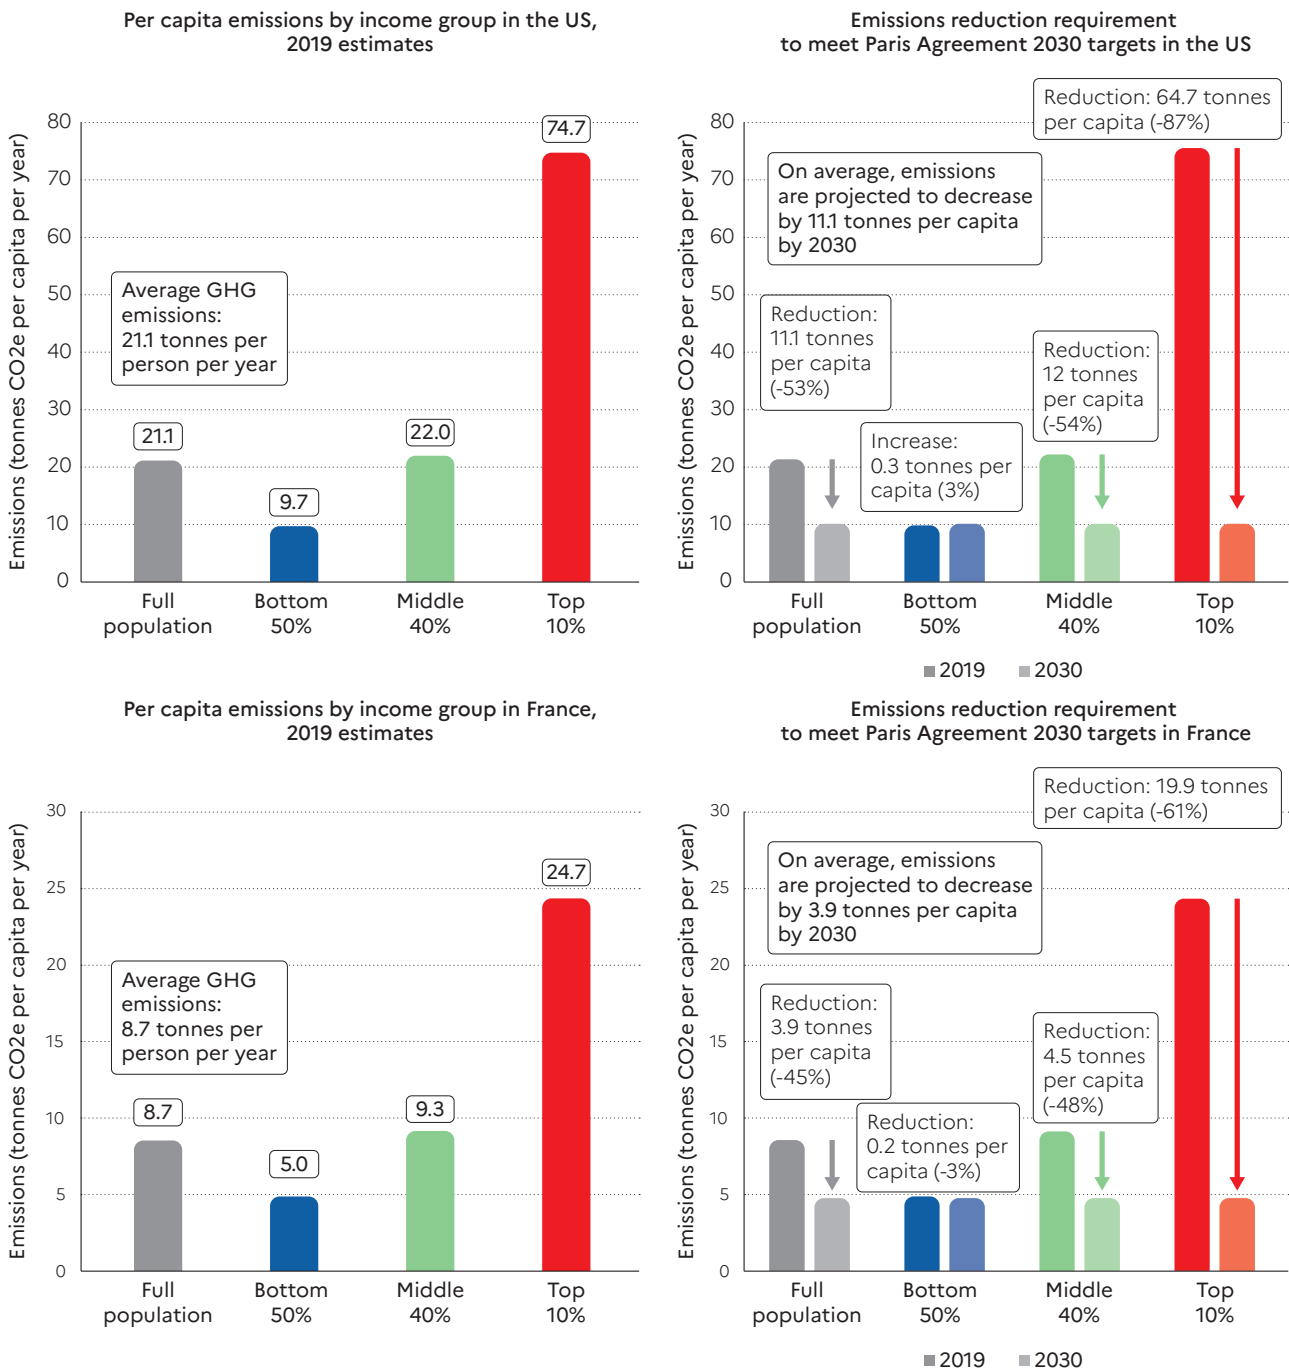 Per capita emissions by income group in the US,
2019 estimates
Emissions (tonnes CO2e per capita per year)
80
70
60
50
40
30
20
10
0
74.7
Average GHG
emissions:
21.1 tonnes per
person per year
21.1
9.7
22.0
Full
population
Bottom
50%
Middle
40%
Top
10%
Emissions reduction requirement
to meet Paris Agreement 2030 targets in the US
Emissions (tonnes CO2e per capita per year)
80
70
60
50
40
30
20
10
0
Reduction: 64.7 tonnes
per capita (-87%)
On average, emissions
are projected to decrease
by 11.1 tonnes per capita
by 2030
Reduction:
11.1 tonnes
per capita
(-53%)
Increase:
0.3 tonnes per
capita (3%)
Reduction:
12 tonnes
per capita
(-54%)
Full
population
Bottom
50%
Middle
40%
Top
10%
2019
2030
Per capita emissions by income group in France,
2019 estimates
Emissions (tonnes CO2e per capita per year)
30
25
20
15
10
5
0
24.7
Average GHG
emissions:
8.7 tonnes per
person per year
8.7
5.0
9.3
Full
population
Bottom
50%
Middle
40%
Top
10%
Emissions reduction requirement
to meet Paris Agreement 2030 targets in France
Emissions (tonnes CO2e per capita per year)
30
25
20
15
10
5
0
Reduction: 19.9 tonnes
per capita (-61%)
On average, emissions
are projected to decrease
by 3.9 tonnes per capita
by 2030
Reduction:
3.9 tonnes
per capita
(-45%)
Reduction:
0.2 tonnes per
capita (-3%)
Reduction:
4.5 tonnes
per capita
(-48%)
Full
population
Bottom
50%
Middle
40%
Top
10%
2019
2030